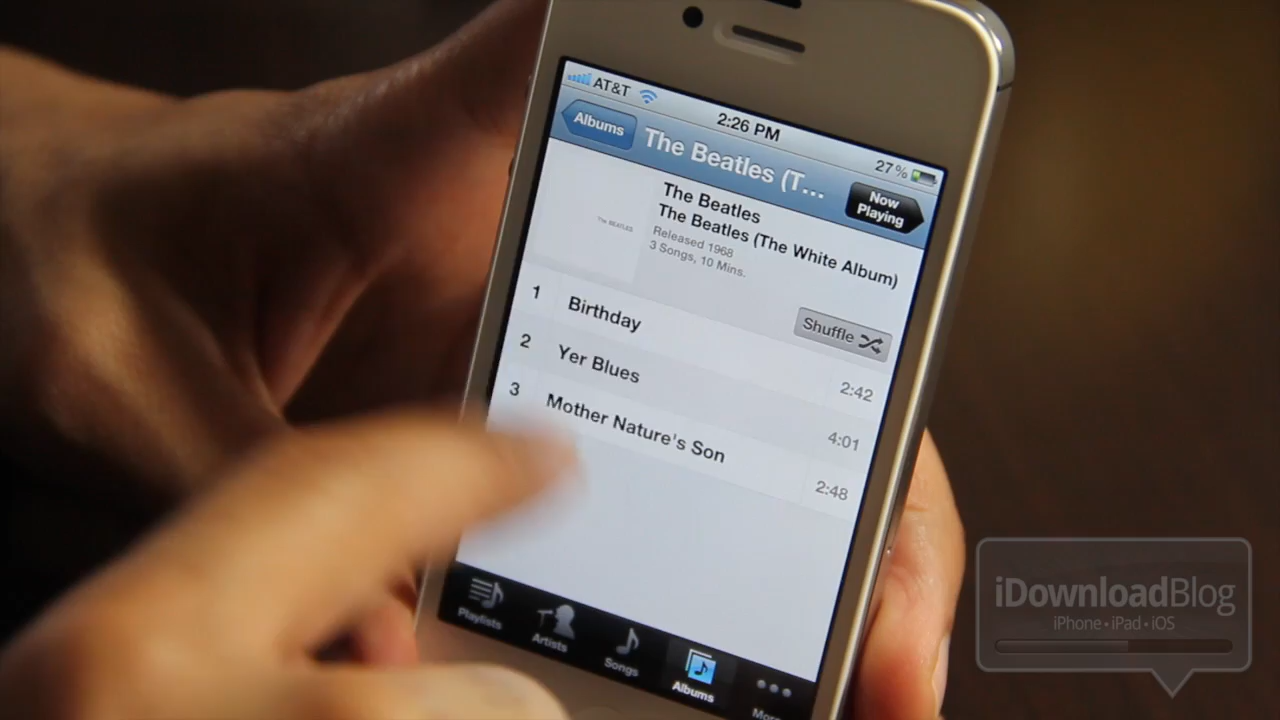 AT&T
2:26 PM
27%
Albums
The Beatles (T...
Now
Playing
The BEATLES
The Beatles
The Beatles (The White Album)
Released 1968
3 Songs, 10 Mins.
Shuffle
1 Birthday 2:42
2 Yer Blues 4:01
3 Mother Nature's Son 2:48
Playlists
Artists
Songs
Albums
iDownloadBlog
iPhone • iPad • iOS